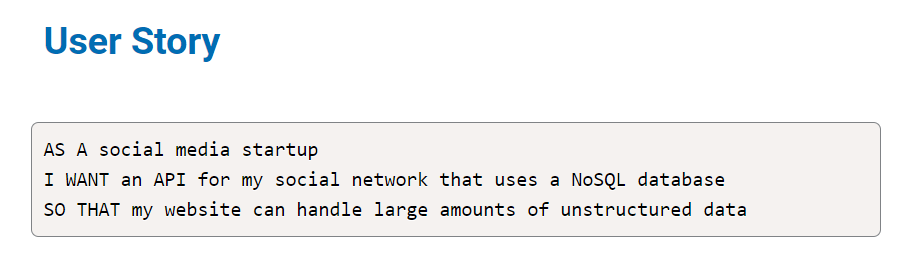 User Story
AS A social media startup
I WANT an API for my social network that uses a NoSQL database
SO THAT my website can handle large amounts of unstructured data